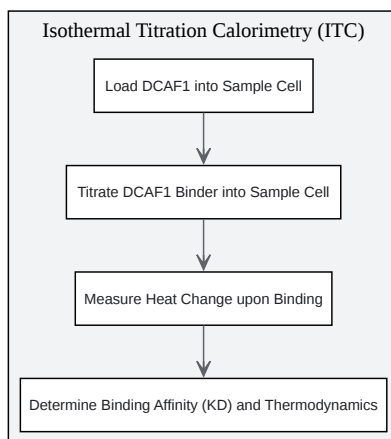 Isothermal Titration Calorimetry (ITC)
Load DCAF1 into Sample Cell
Titrate DCAF1 Binder into Sample Cell
Measure Heat Change upon Binding
Determine Binding Affinity (KD) and Thermodynamics